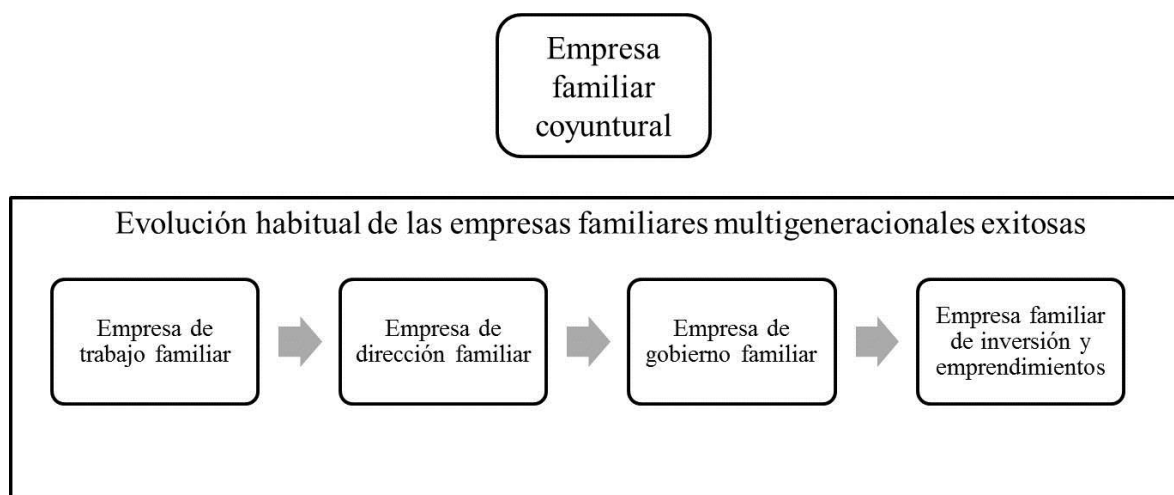 Empresa
familiar
coyuntural
Evolución habitual de las empresas familiares multigeneracionales exitosas
Empresa de
trabajo familiar
Empresa de
dirección familiar
Empresa de
gobierno familiar
Empresa familiar
de inversión y
emprendimientos